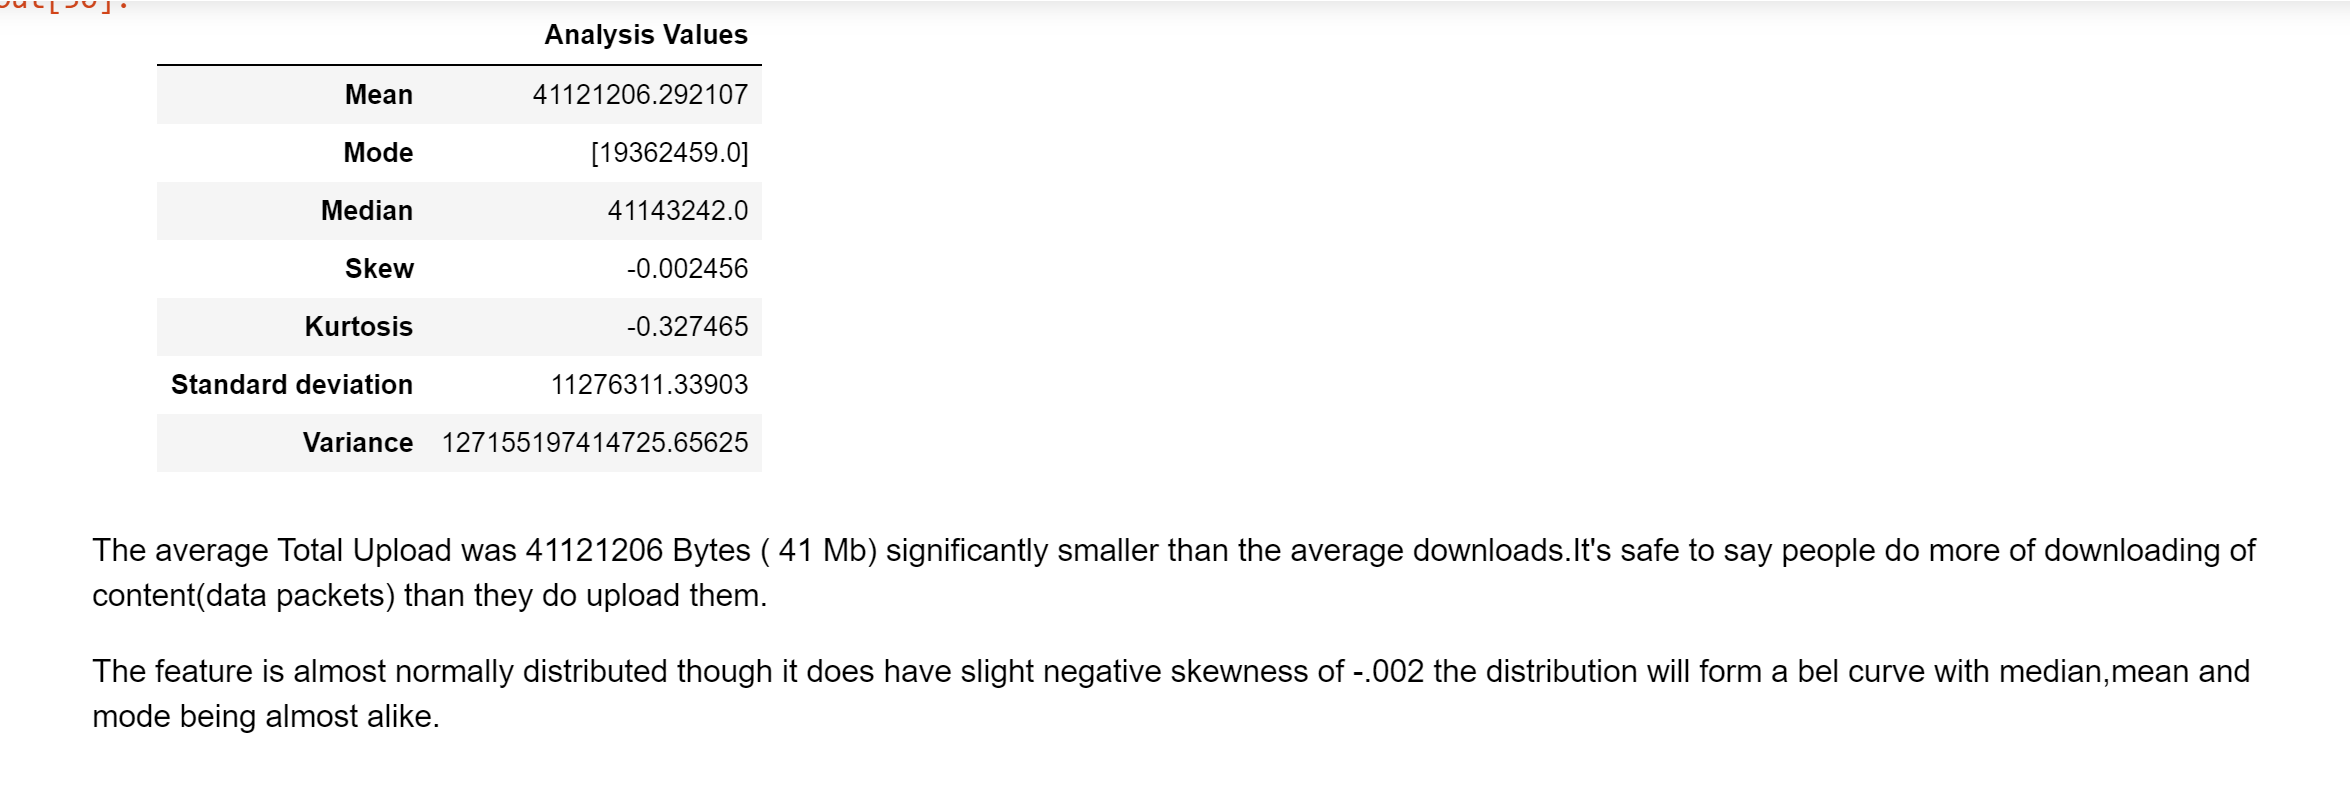 Analysis Values
Mean 41121206.292107
Mode [19362459.0]
Median 41143242.0
Skew -0.002456
Kurtosis -0.327465
Standard deviation 11276311.33903
Variance 127155197414725.65625
The average Total Upload was 41121206 Bytes ( 41 Mb) significantly smaller than the average downloads.It's safe to say people do more of downloading of
content(data packets) than they do upload them.
The feature is almost normally distributed though it does have slight negative skewness of -.002 the distribution will form a bel curve with median,mean and
mode being almost alike.